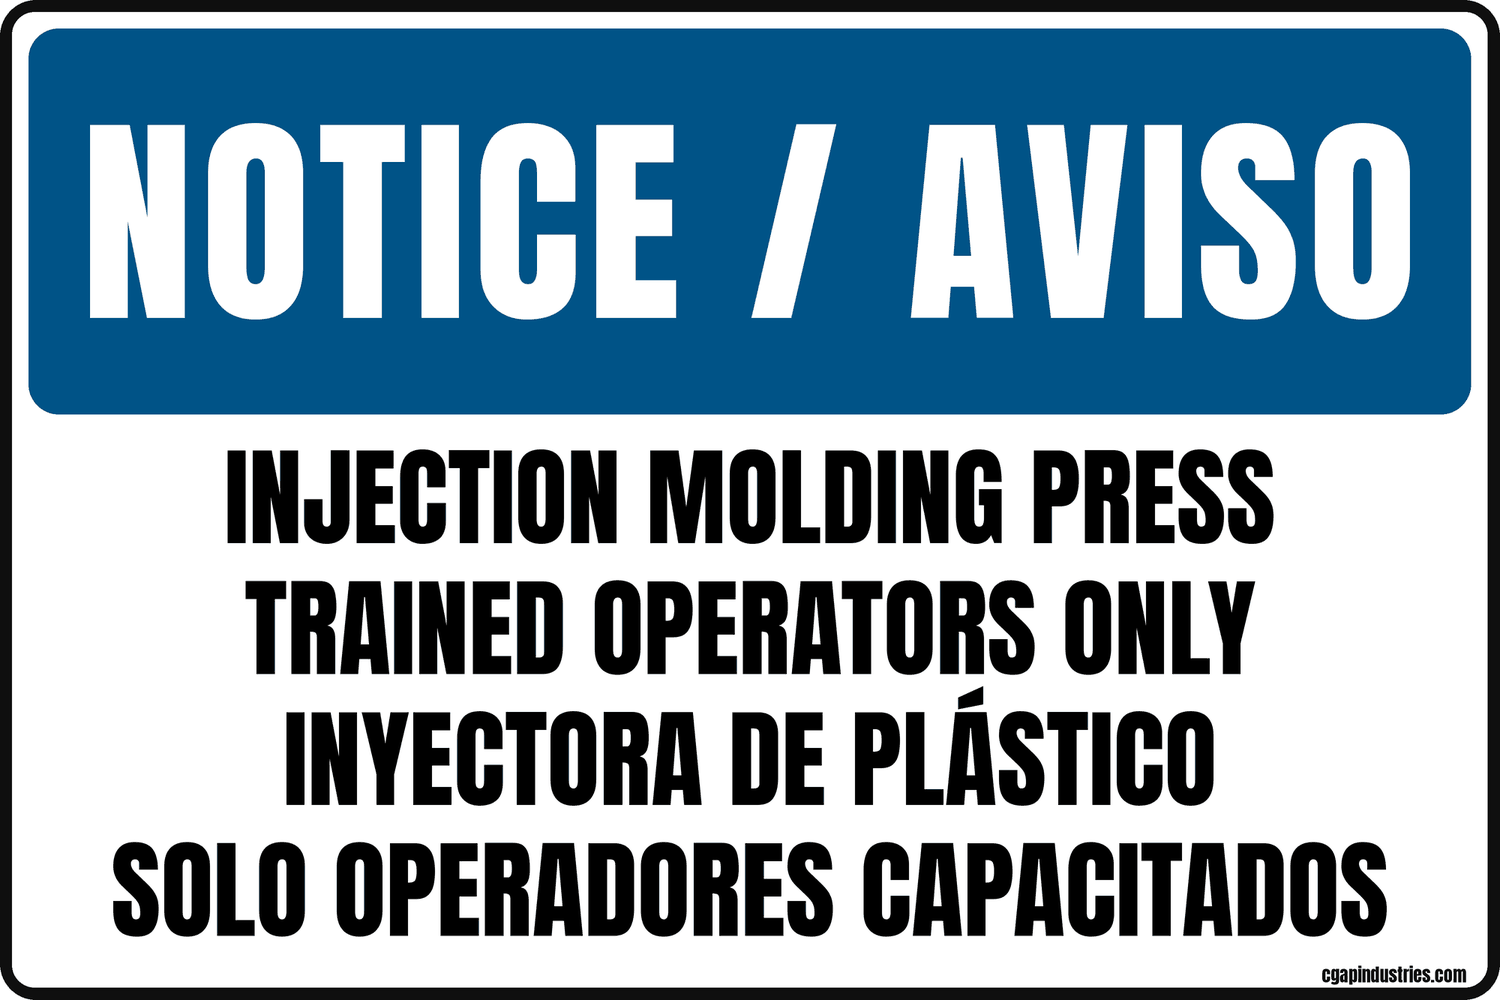 NOTICE / AVISO
INJECTION MOLDING PRESS
TRAINED OPERATORS ONLY
INYECTORA DE PLÁSTICO
SOLO OPERADORES CAPACITADOS
cgapindustries.com